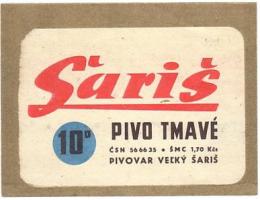 Šariš
10°
PIVO TMAVÉ
ČSN 566635 • ŠMC 1,70 Kčs
PIVOVAR VEĽKÝ ŠARIŠ